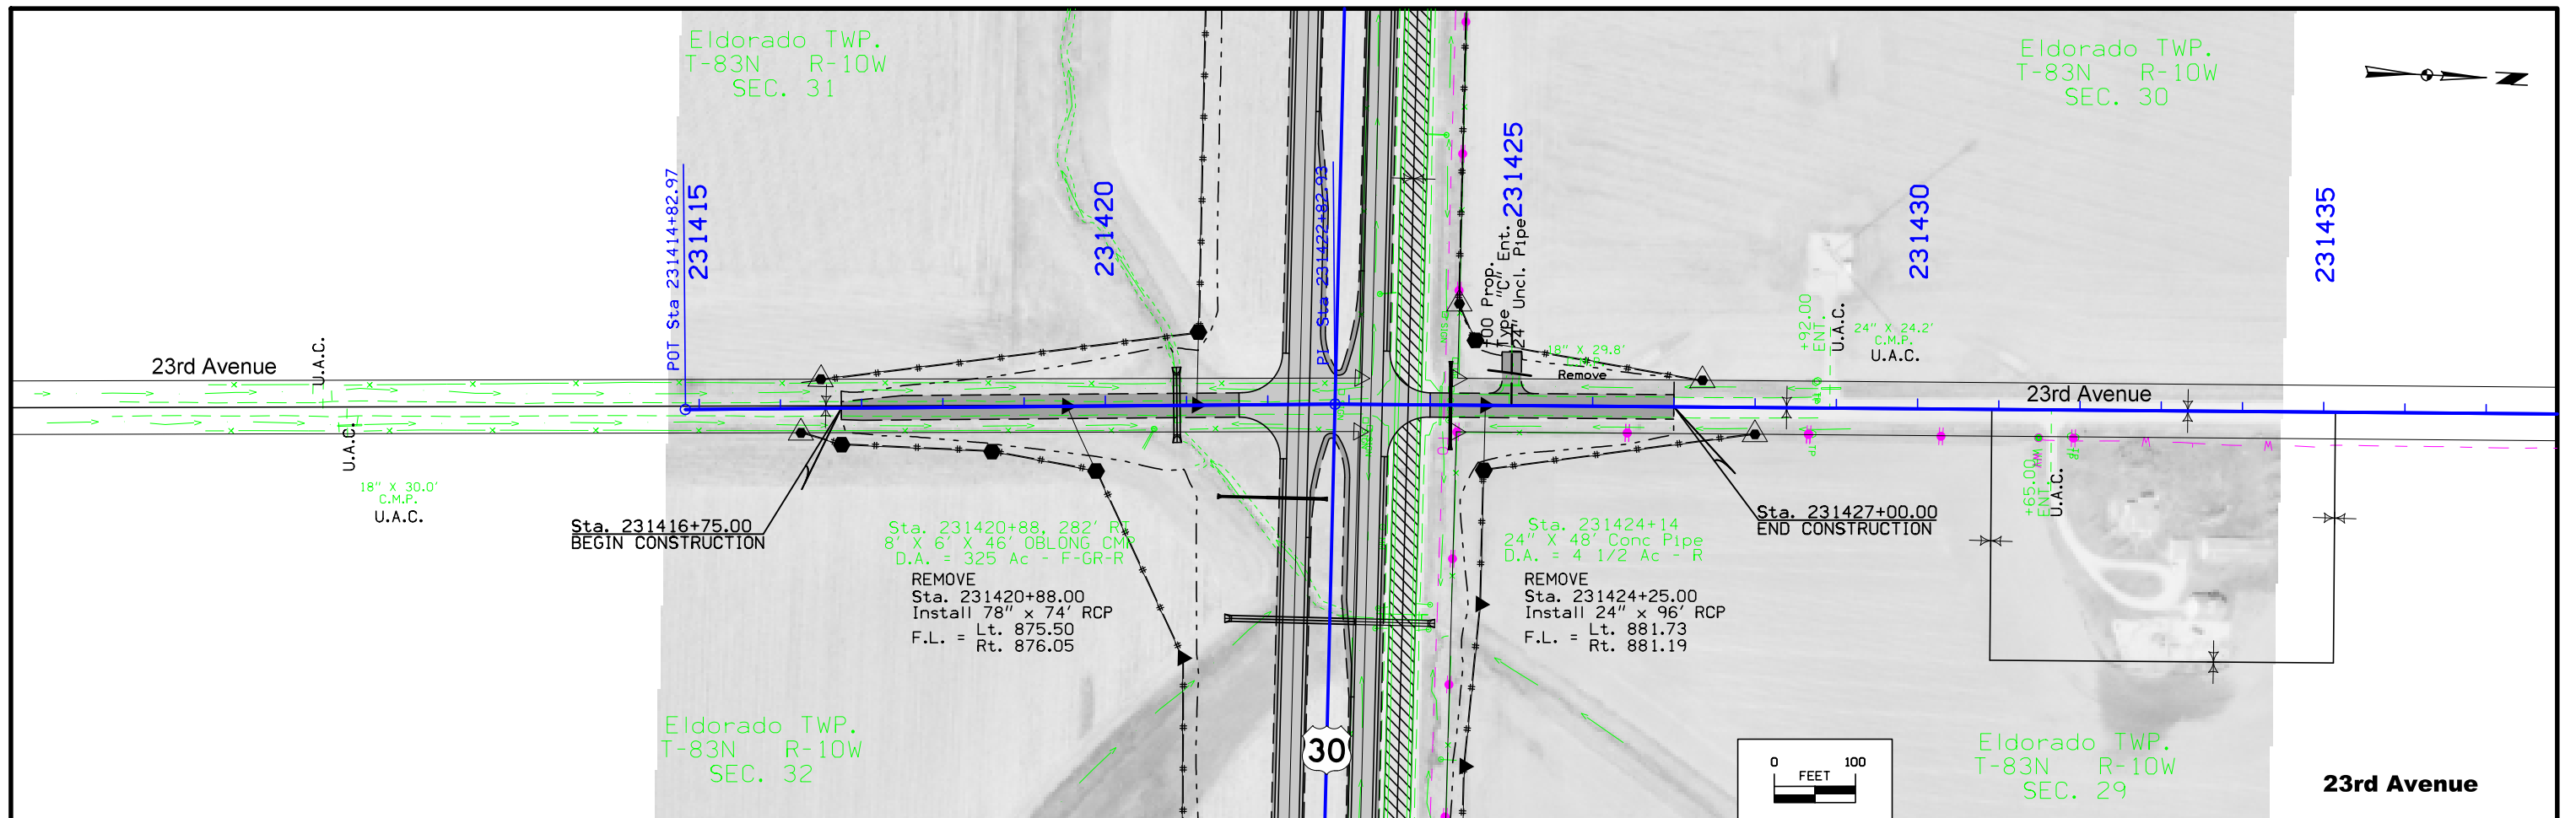 Eldorado TWP.
T-83N R-10W
SEC. 31
Eldorado TWP.
T-83N R-10W
SEC. 30
N
POT Sta 231414+82.97
231415
231420
PI Sta 231422+82.93
+00 Prop.
Type "C" Ent.
24" Uncl. Pipe
231425
231430
231435
23rd Avenue
U.A.C.
U.A.C.
18" X 30.0'
C.M.P.
U.A.C.
18" X 29.8'
Remove
+92.00
ENT.
U.A.C.
24" X 24.2'
C.M.P.
U.A.C.
23rd Avenue
TP
TP
TP
W
W
+65.00
ENT.
U.A.C.
Sta. 231416+75.00
BEGIN CONSTRUCTION
Sta. 231420+88, 282' RT
8' X 6' X 46' OBLONG CMP
D.A. = 325 Ac - F-GR-R
REMOVE
Sta. 231420+88.00
Install 78" x 74' RCP
F.L. = Lt. 875.50
Rt. 876.05
Sta. 231424+14
24" X 48' Conc Pipe
D.A. = 4 1/2 Ac - R
REMOVE
Sta. 231424+25.00
Install 24" x 96' RCP
F.L. = Lt. 881.73
Rt. 881.19
Sta. 231427+00.00
END CONSTRUCTION
Eldorado TWP.
T-83N R-10W
SEC. 32
30
0 100
FEET
Eldorado TWP.
T-83N R-10W
SEC. 29
23rd Avenue